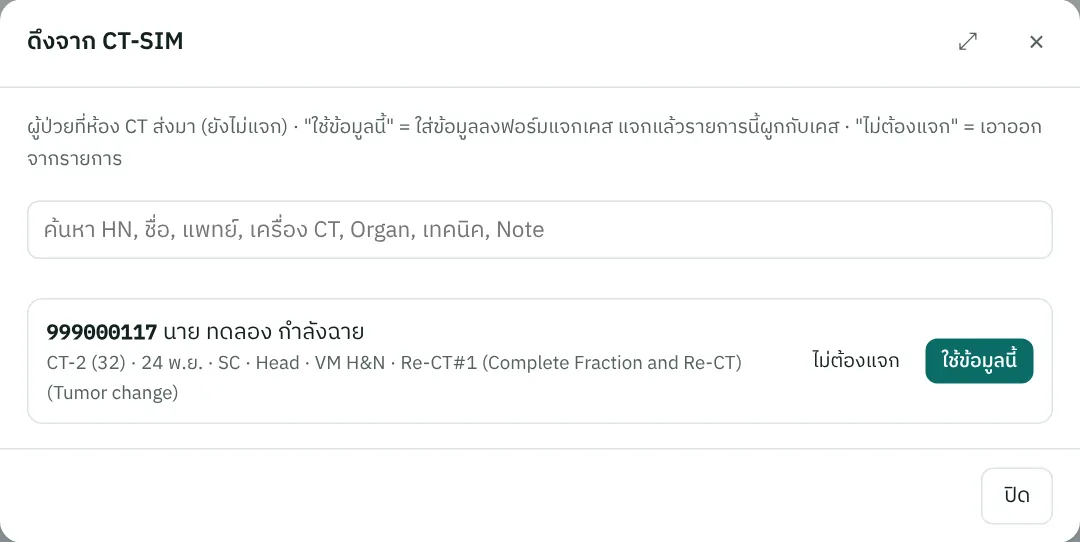 ดึงจาก CT-SIM
ผู้ป่วยที่ห้อง CT ส่งมา (ยังไม่แจก) · "ใช้ข้อมูลนี้" = ใส่ข้อมูลลงฟอร์มแจกเคส แจกแล้วรายการนี้ผูกกับเคส · "ไม่ต้องแจก" = เอาออก
จากรายการ
ค้นหา HN, ชื่อ, แพทย์, เครื่อง CT, Organ, เทคนิค, Note
999000117 นาย ทดลอง กำลังฉาย
CT-2 (32) · 24 พ.ย. · SC · Head · VM H&N · Re-CT#1 (Complete Fraction and Re-CT)
(Tumor change)
ไม่ต้องแจก
ใช้ข้อมูลนี้
ปิด